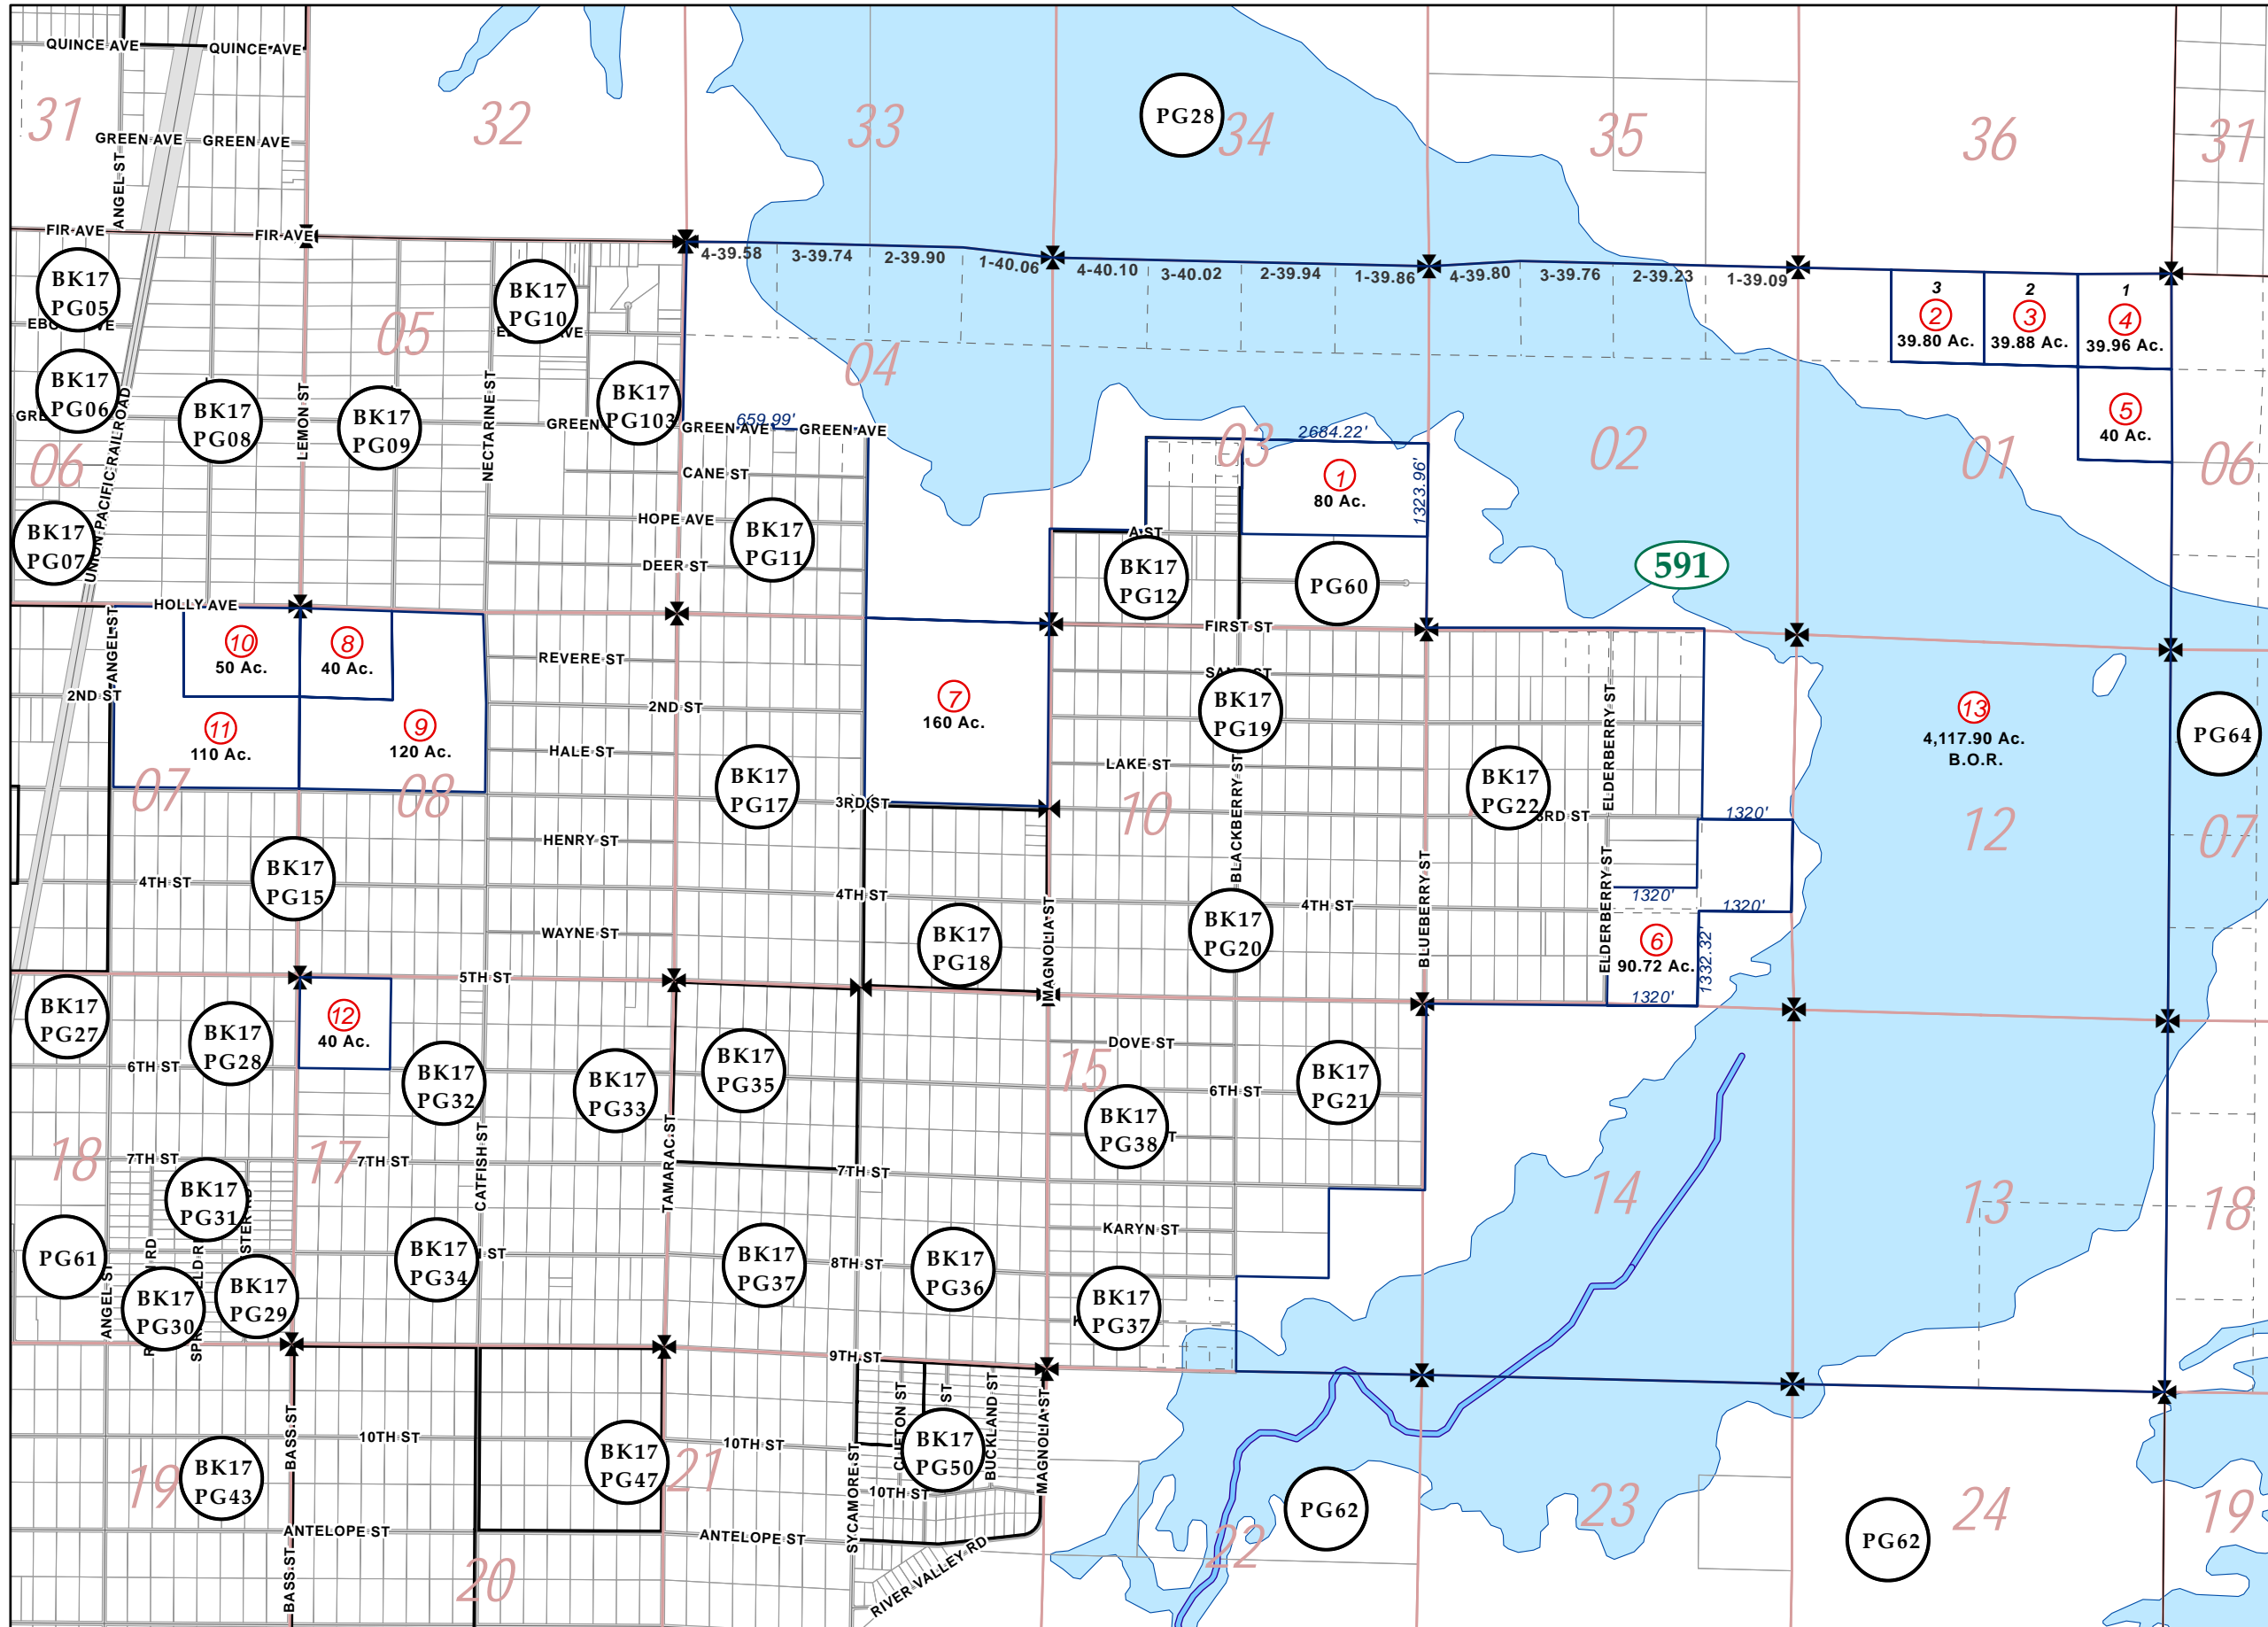 QUINCE AVE
QUINCE AVE
31
32
33
PG28
34
35
36
31
GREEN AVE
GREEN AVE
ANGEL ST
FIR AVE
FIR AVE
4-39.58
3-39.74
2-39.90
1-40.06
4-40.10
3-40.02
2-39.94
1-39.86
4-39.80
3-39.76
2-39.23
1-39.09
3
2
39.80 Ac.
2
3
39.88 Ac.
1
4
39.96 Ac.
5
40 Ac.
BK17
PG05
BK17
PG10
05
04
BK17
PG06
BK17
PG08
LEMON ST
BK17
PG09
NECTARINE ST
BK17
PG103
GREEN
659.99'
GREEN AVE
GREEN AVE
CANE ST
03
2684.22'
1
80 Ac.
1323.96'
02
01
06
06
UNION PACIFIC RAILROAD
BK17
PG07
HOPE AVE
BK17
PG11
DEER ST
A ST
BK17
PG12
PG60
591
HOLLY AVE
FIRST ST
ANGEL ST
10
50 Ac.
8
40 Ac.
REVERE ST
2ND ST
2ND ST
11
110 Ac.
9
120 Ac.
HALE ST
7
160 Ac.
BK17
PG19
ELDERBERRY ST
13
4,117.90 Ac.
B.O.R.
PG64
07
08
BK17
PG17
3RD ST
LAKE ST
BLACKBERRY ST
10
BK17
PG22
3RD ST
1320'
12
07
HENRY ST
BK17
PG15
4TH ST
4TH ST
4TH ST
BLUEBERRY ST
ELDERBERRY ST
1320'
1320'
WAYNE ST
BK17
PG18
MAGNOLIA ST
BK17
PG20
6
90.72 Ac.
1332.32'
1320'
5TH ST
BK17
PG27
BK17
PG28
12
40 Ac.
6TH ST
BK17
PG32
BK17
PG33
BK17
PG35
15
DOVE ST
6TH ST
BK17
PG21
BK17
PG38
18
7TH ST
17
7TH ST
CATFISH ST
TAMARAC ST
7TH ST
14
13
18
BK17
PG31
PG61
ANGEL ST
BK17
PG30
BK17
PG29
BK17
PG34
BK17
PG37
8TH ST
BK17
PG36
KARYN ST
BK17
PG37
9TH ST
BASS ST
10TH ST
BK17
PG43
19
BK17
PG47
21
10TH ST
SYCAMORE ST
CLIFTON ST
ST
BUCKLAND ST
BK17
PG50
10TH ST
MAGNOLIA ST
PG62
22
23
PG62
24
19
ANTELOPE ST
ANTELOPE ST
BASS ST
20
RIVER VALLEY RD